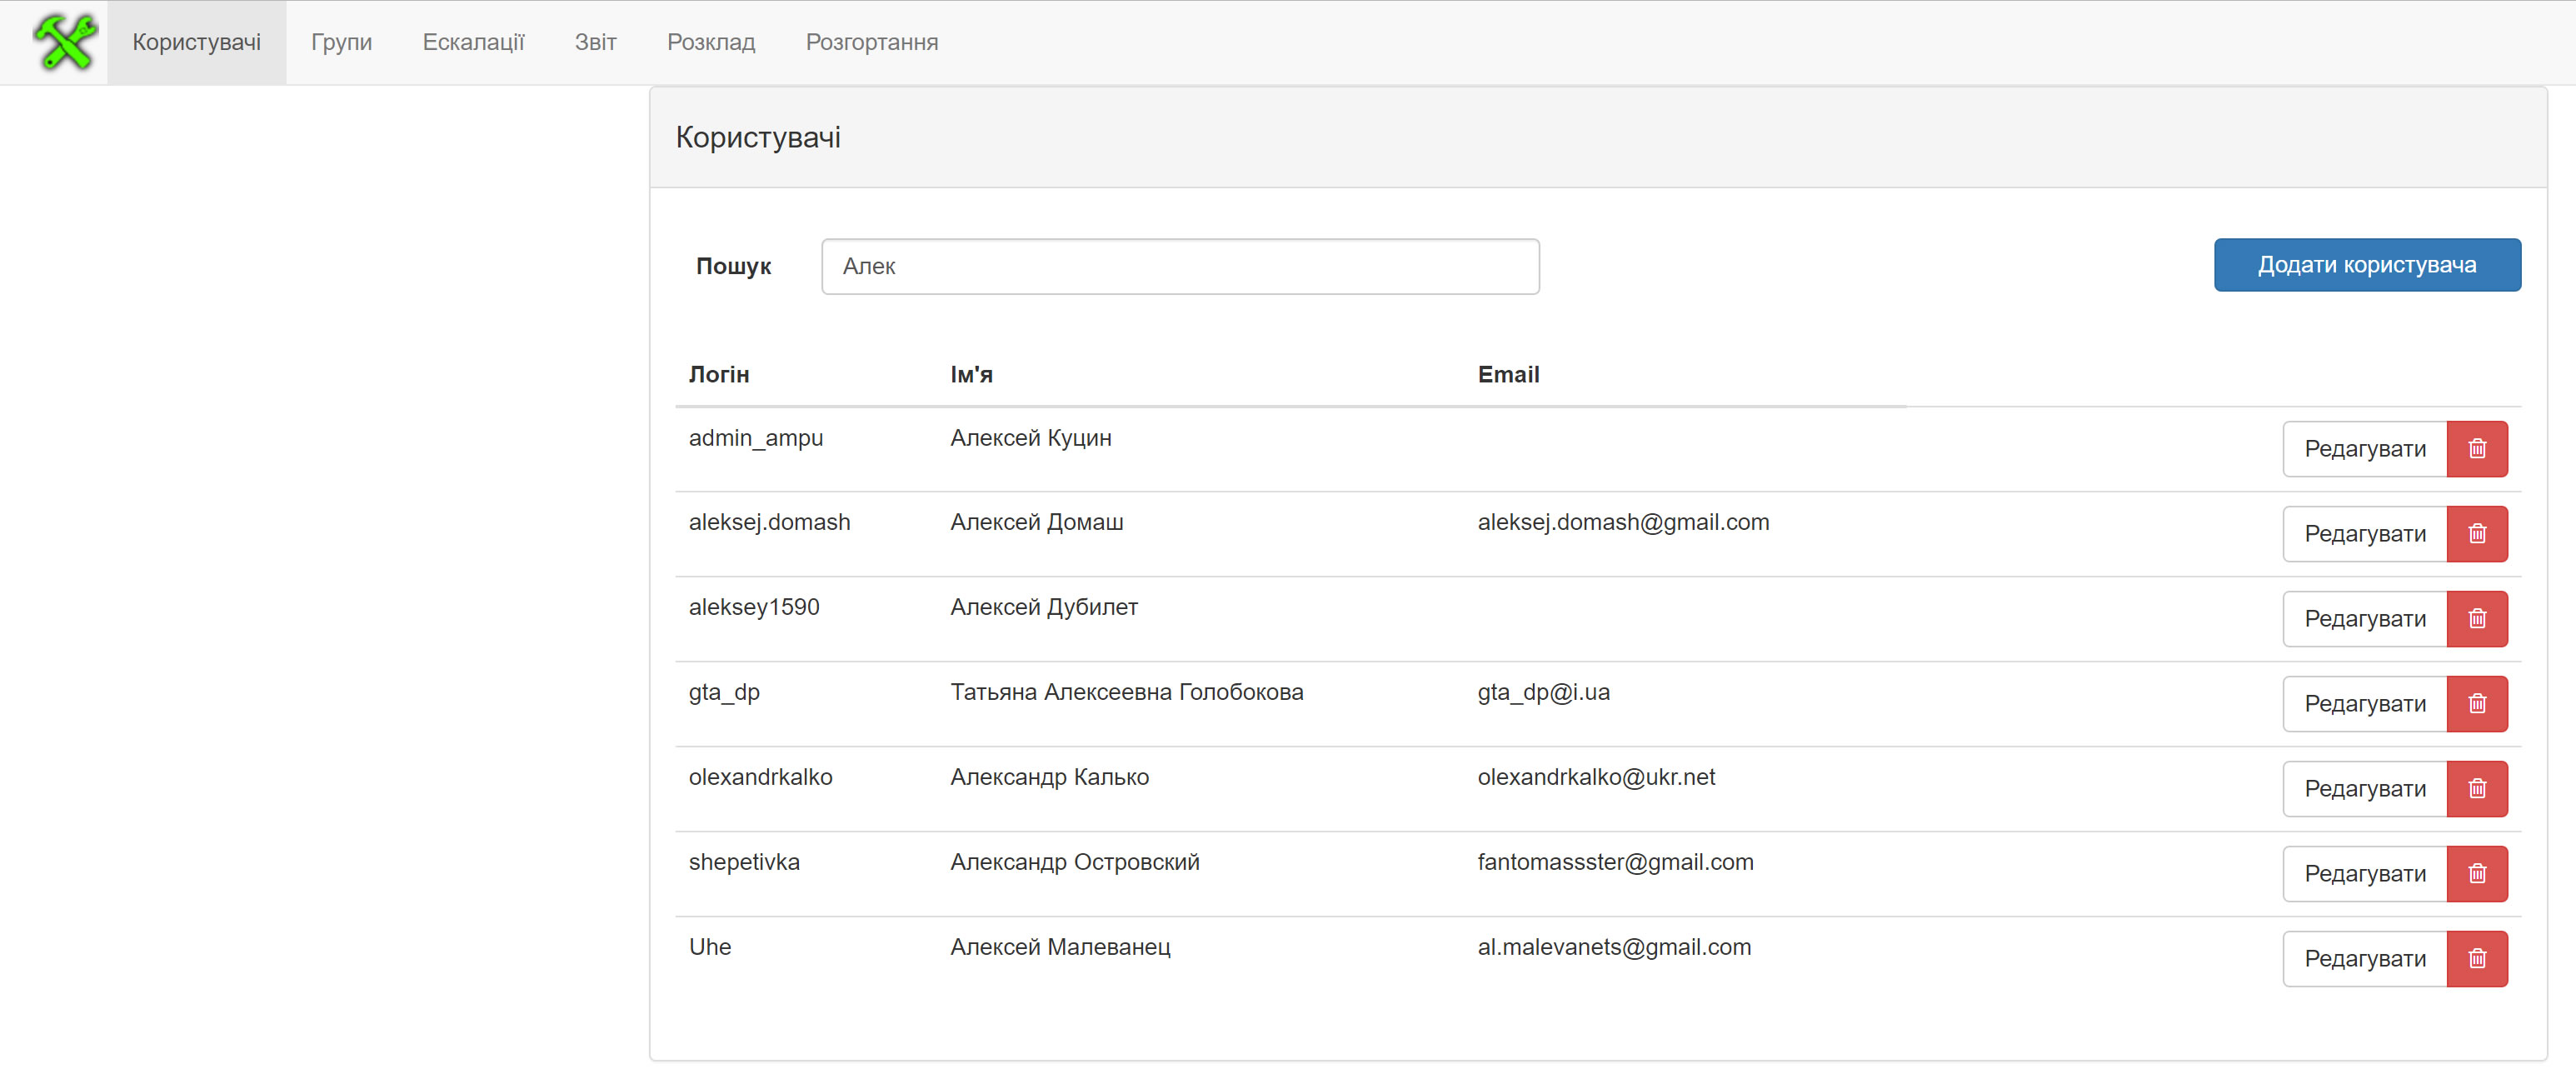 Користувачі Групи Ескалації Звіт Розклад Розгортання
Користувачі
Пошук Алек Додати користувача
Логін Ім'я Email
admin_ampu Алексей Куцин Редагувати
aleksej.domash Алексей Домаш aleksej.domash@gmail.com Редагувати
aleksey1590 Алексей Дубилет Редагувати
gta_dp Татьяна Алексеевна Голобокова gta_dp@i.ua Редагувати
olexandrkalko Александр Калько olexandrkalko@ukr.net Редагувати
shepetivka Александр Островский fantomassster@gmail.com Редагувати
Uhe Алексей Малеванец al.malevanets@gmail.com Редагувати